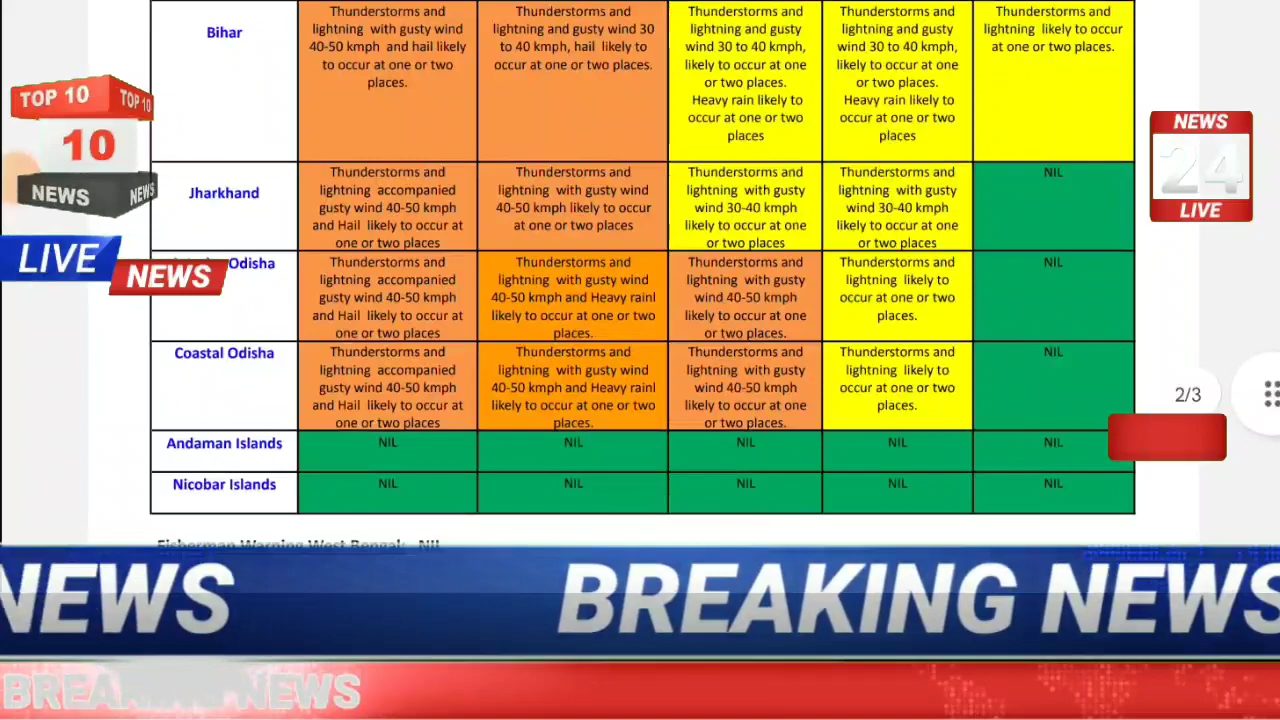 Bihar
Thunderstorms and
lightning with gusty wind
40-50 kmph and hail likely
to occur at one or two
places.
Thunderstorms and
lightning and gusty wind 30
to 40 kmph, hail likely to
occur at one or two places.
Thunderstorms and
lightning and gusty
wind 30 to 40 kmph,
likely to occur at one
or two places.
Heavy rain likely to
occur at one or two
places
Thunderstorms and
lightning and gusty
wind 30 to 40 kmph,
likely to occur at one
or two places.
Heavy rain likely to
occur at one or two
places
Thunderstorms and
lightning likely to occur
at one or two places.
TOP 10
TOP 10
10
NEWS
NEWS
NEWS
24
LIVE
Jharkhand
Thunderstorms and
lightning accompanied
gusty wind 40-50 kmph
and Hail likely to occur at
one or two places
Thunderstorms and
lightning with gusty wind
40-50 kmph likely to occur
at one or two places
Thunderstorms and
lightning with gusty
wind 30-40 kmph
likely to occur at one
or two places
Thunderstorms and
lightning with gusty
wind 30-40 kmph
likely to occur at one
or two places
NIL
LIVE
NEWS
Odisha
Thunderstorms and
lightning accompanied
gusty wind 40-50 kmph
and Hail likely to occur at
one or two places
Thunderstorms and
lightning with gusty wind
40-50 kmph and Heavy rainl
likely to occur at one or two
places.
Thunderstorms and
lightning with gusty
wind 40-50 kmph
likely to occur at one
or two places.
Thunderstorms and
lightning likely to
occur at one or two
places.
NIL
Coastal Odisha
Thunderstorms and
lightning accompanied
gusty wind 40-50 kmph
and Hail likely to occur at
one or two places
Thunderstorms and
lightning with gusty wind
40-50 kmph and Heavy rainl
likely to occur at one or two
places.
Thunderstorms and
lightning with gusty
wind 40-50 kmph
likely to occur at one
or two places.
Thunderstorms and
lightning likely to
occur at one or two
places.
NIL
2/3
Andaman Islands
NIL
NIL
NIL
NIL
NIL
Nicobar Islands
NIL
NIL
NIL
NIL
NIL
Fisherman Warning West Bengal: Nil
NEWS
BREAKING NEWS
BREAKING NEWS